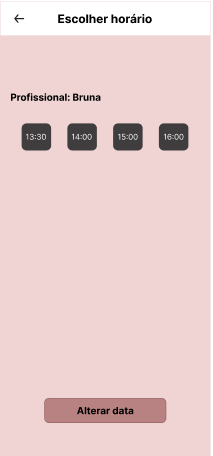 Escolher horário
Profissional: Bruna
13:30 14:00 15:00 16:00
Alterar data